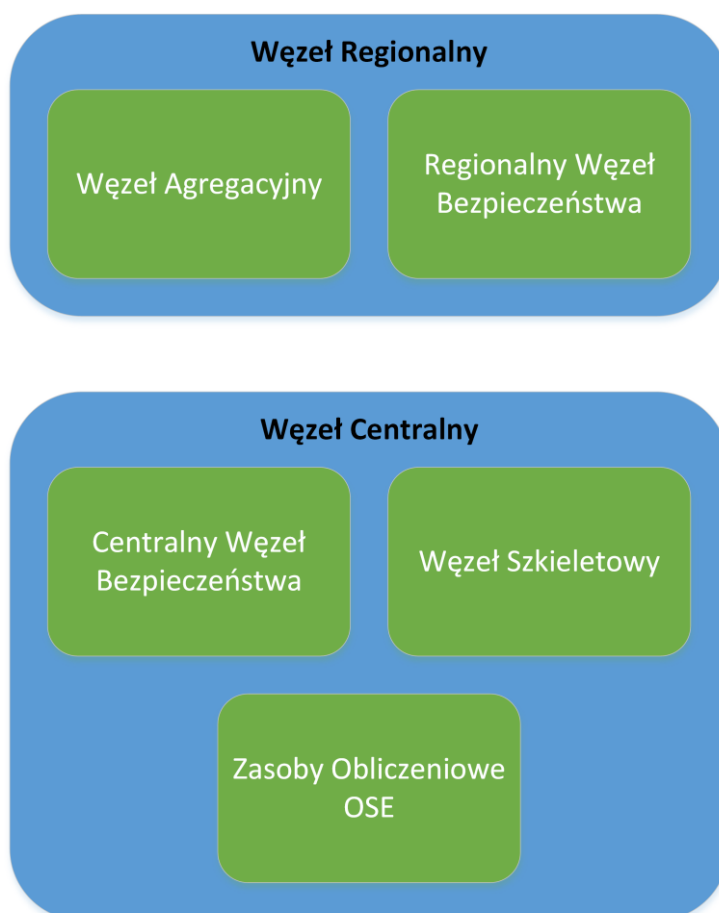 Węzeł Regionalny
Węzeł Agregacyjny
Regionalny Węzeł
Bezpieczeństwa
Węzeł Centralny
Centralny Węzeł
Bezpieczeństwa
Węzeł Szkieletowy
Zasoby Obliczeniowe
OSE